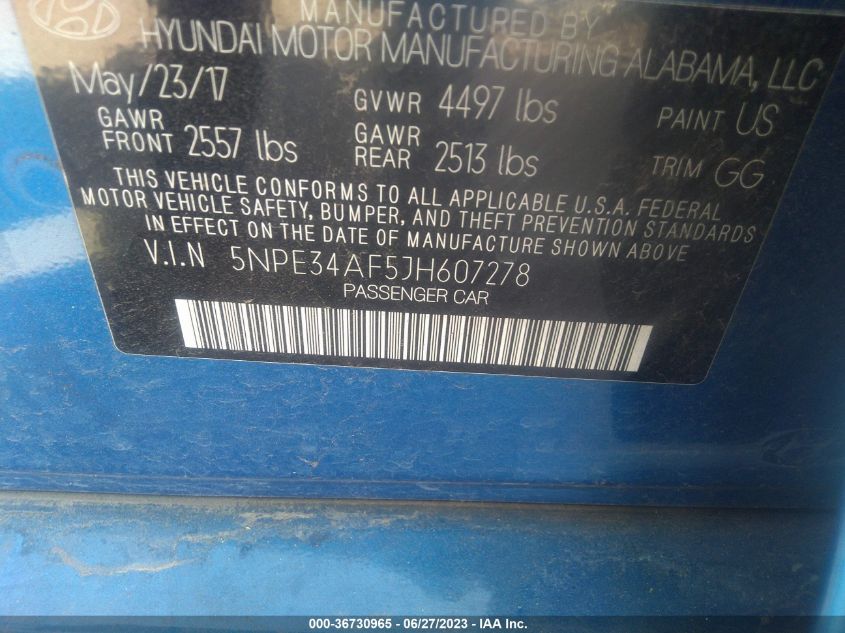 MANUFACTURED BY
HYUNDAI MOTOR MANUFACTURING ALABAMA, LLC
May/23/17 GVWR 4497 lbs PAINT US
GAWR FRONT 2557 lbs GAWR REAR 2513 lbs TRIM GG
THIS VEHICLE CONFORMS TO ALL APPLICABLE U.S.A. FEDERAL
MOTOR VEHICLE SAFETY, BUMPER, AND THEFT PREVENTION STANDARDS
IN EFFECT ON THE DATE OF MANUFACTURE SHOWN ABOVE
V.I.N 5NPE34AF5JH607278
PASSENGER CAR
000-36730965 - 06/27/2023 - IAA Inc.